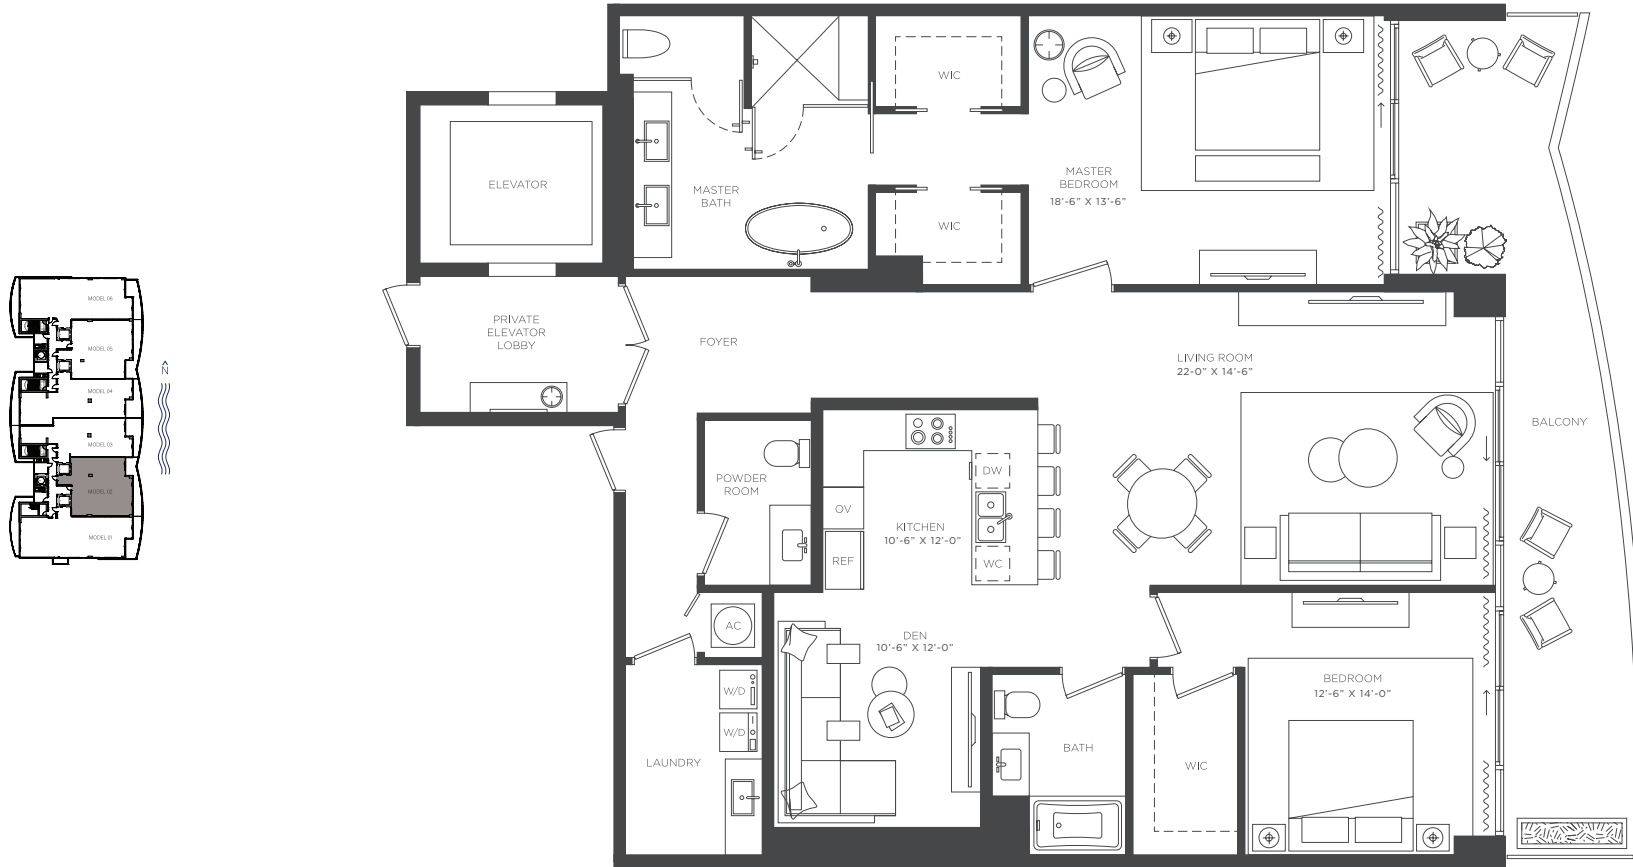 MODEL 06
MODEL 05
MODEL 04
MODEL 03
MODEL 02
MODEL 01
N
ELEVATOR
PRIVATE
ELEVATOR
LOBBY
FOYER
MASTER
BATH
WIC
WIC
MASTER
BEDROOM
18'-6" X 13'-6"
LIVING ROOM
22-0" X 14'-6"
BALCONY
POWDER
ROOM
OV
REF
KITCHEN
10'-6" X 12'-0"
DW
WC
AC
DEN
10'-6" X 12'-0"
W/D
W/D
LAUNDRY
BATH
WIC
BEDROOM
12'-6" X 14'-0"